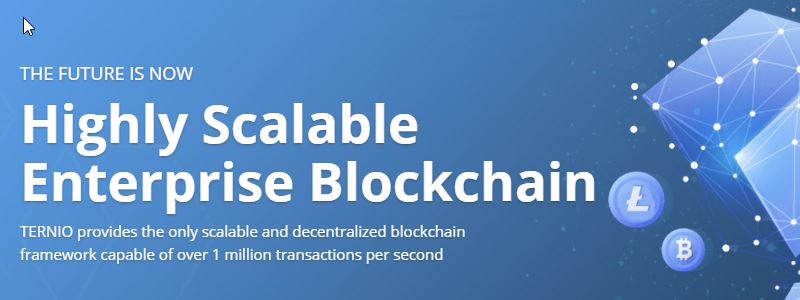 THE FUTURE IS NOW
Highly Scalable
Enterprise Blockchain
TERNIO provides the only scalable and decentralized blockchain
framework capable of over 1 million transactions per second